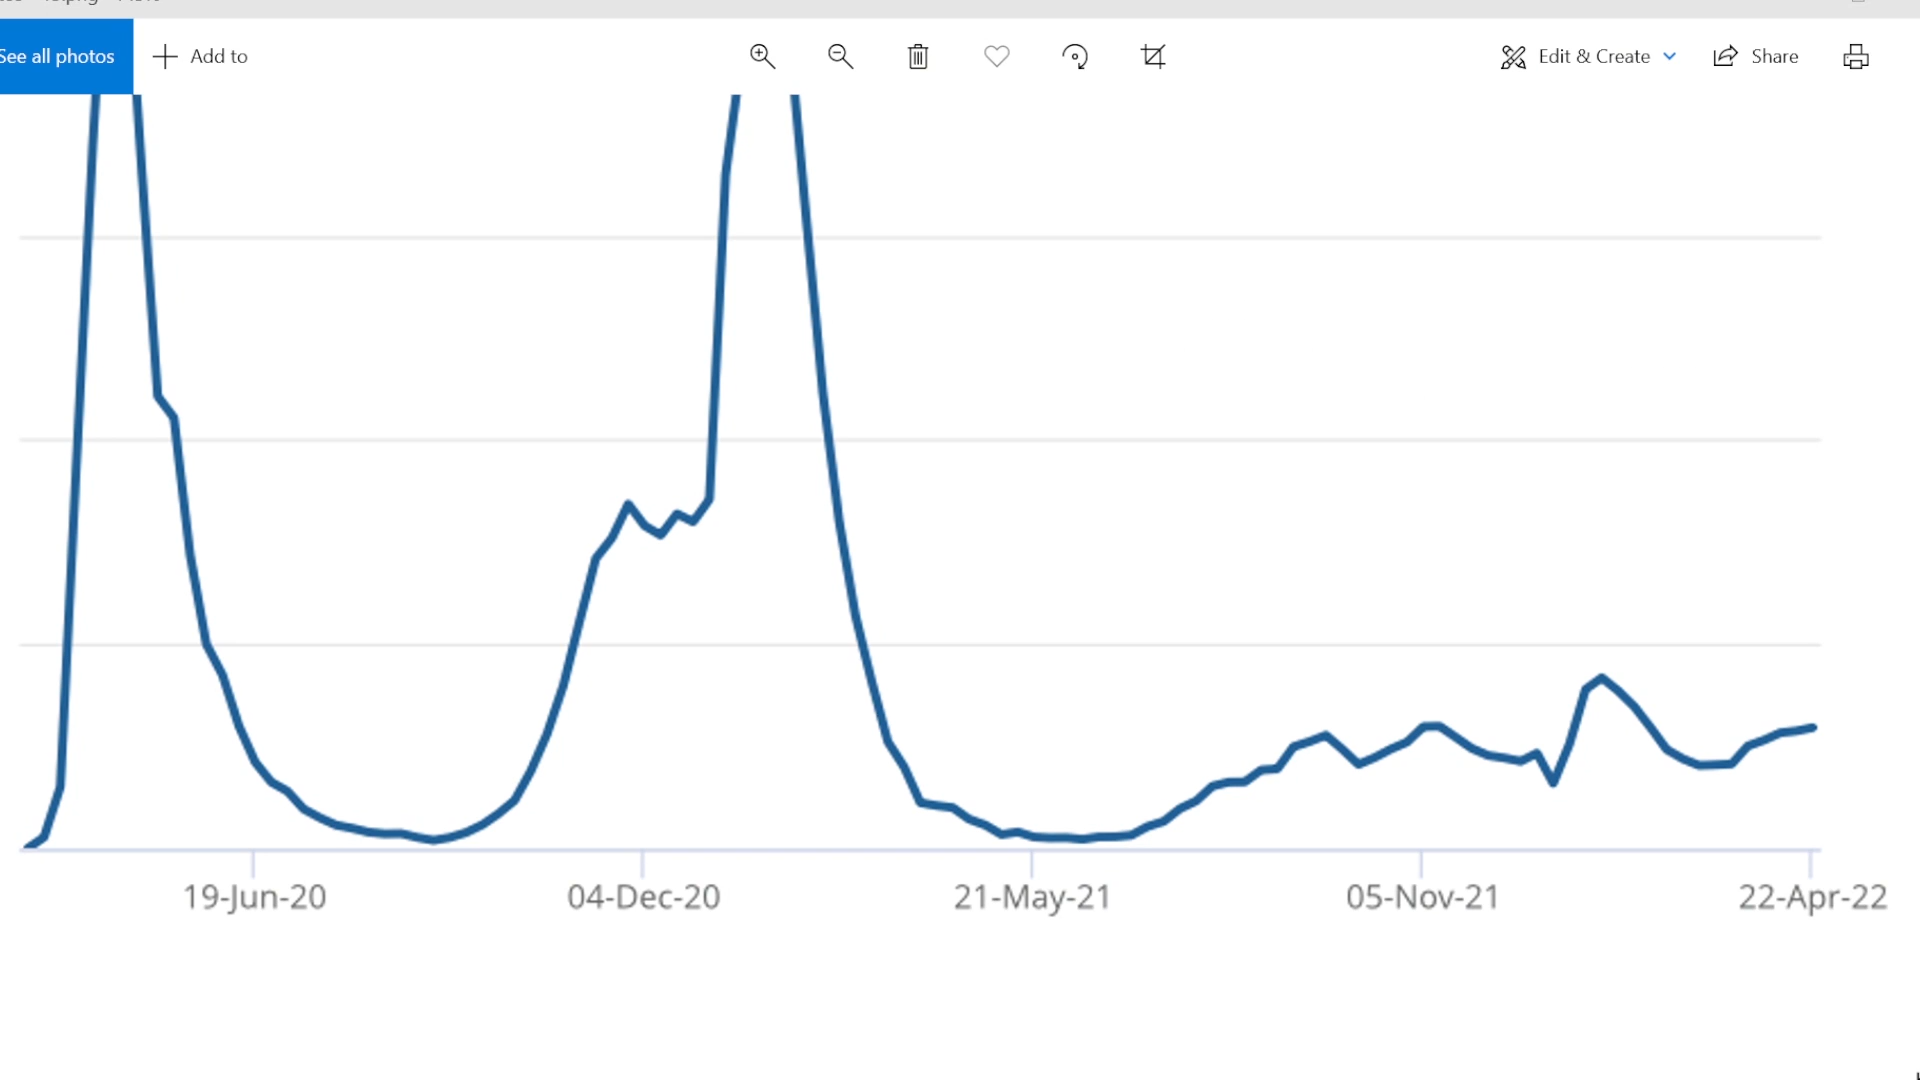 See all photos
Add to
Edit & Create
Share
19-Jun-20
04-Dec-20
21-May-21
05-Nov-21
22-Apr-22